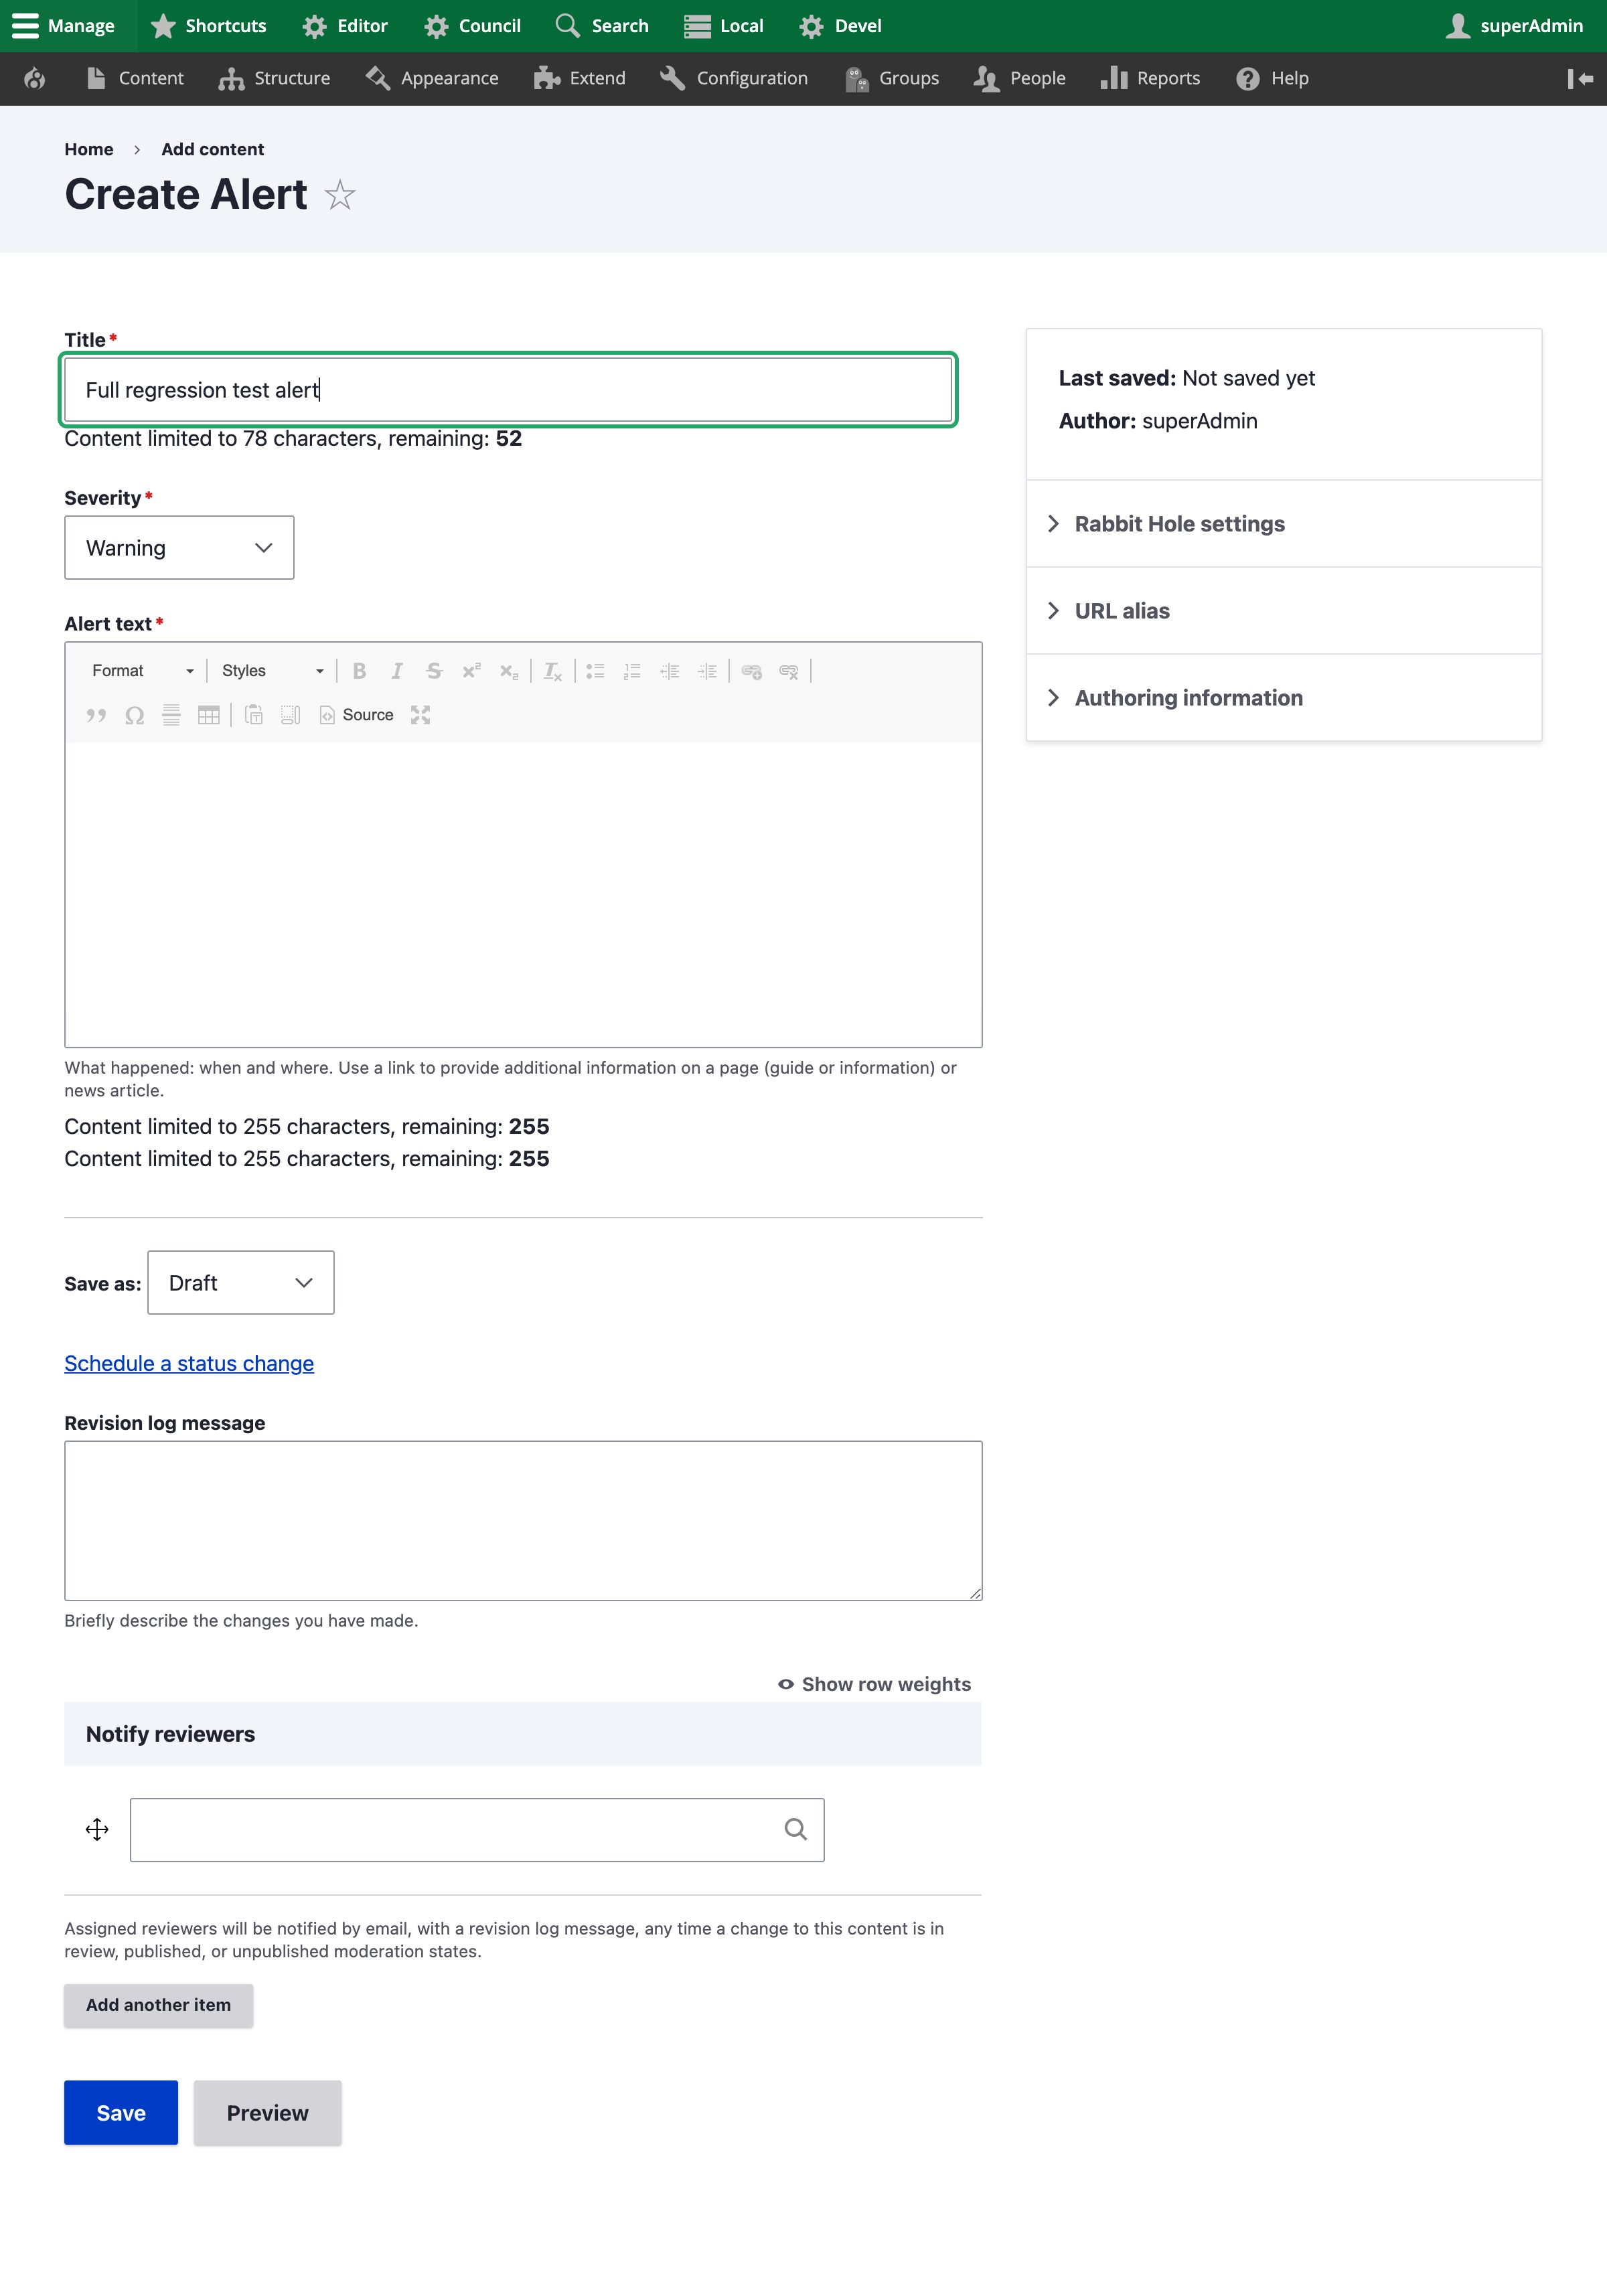 Manage Shortcuts Editor Council Search Local Devel superAdmin
Content Structure Appearance Extend Configuration Groups People Reports Help
Home › Add content
Create Alert
Title*
Full regression test alert
Content limited to 78 characters, remaining: 52
Severity*
Warning
Alert text*
Format Styles B I S x² x₂ Tx
Ω Source
What happened: when and where. Use a link to provide additional information on a page (guide or information) or
news article.
Content limited to 255 characters, remaining: 255
Content limited to 255 characters, remaining: 255
Save as: Draft
Schedule a status change
Revision log message
Briefly describe the changes you have made.
Show row weights
Notify reviewers
Assigned reviewers will be notified by email, with a revision log message, any time a change to this content is in
review, published, or unpublished moderation states.
Add another item
Save Preview
Last saved: Not saved yet
Author: superAdmin
Rabbit Hole settings
URL alias
Authoring information